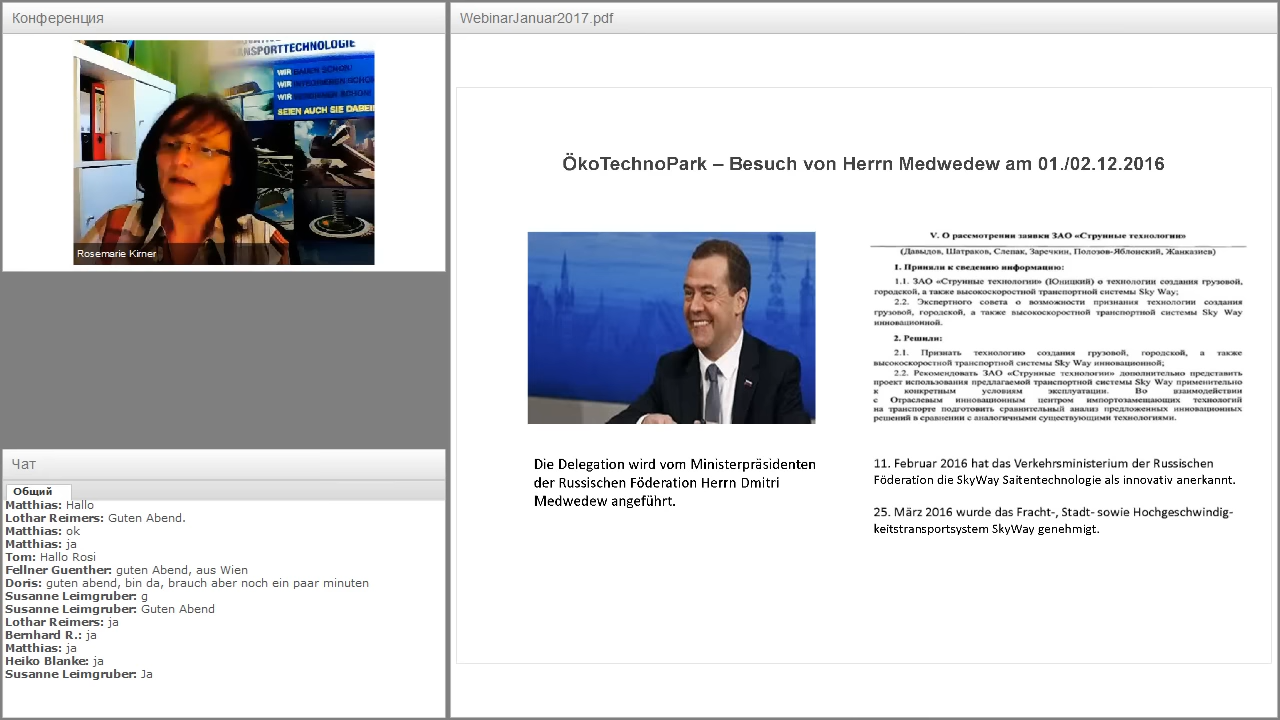 Конференция
ANSPORTTECHNOLOGIE
WIR BAUEN SCHON!
WIR INFORMIEREN SCHON
WIR
SEIEN AUCH SIE DABEI
Rosemarie Kirner
Чат
Общий
Matthias: Hallo
Lothar Reimers: Guten Abend.
Matthias: ok
Matthias: ja
Tom: Hallo Rosi
Fellner Guenther: guten Abend, aus Wien
Doris: guten abend, bin da, brauch aber noch ein paar minuten
Susanne Leimgruber: g
Susanne Leimgruber: Guten Abend
Lothar Reimers: ja
Bernhard R.: ja
Matthias: ja
Heiko Blanke: ja
Susanne Leimgruber: Ja
WebinarJanuar2017.pdf
ÖkoTechnoPark – Besuch von Herrn Medwedew am 01./02.12.2016
Die Delegation wird vom Ministerpräsidenten
der Russischen Föderation Herrn Dmitri
Medwedew angeführt.
V. О рассмотрении заявки ЗАО «Струнные технологии»
(Давыдов, Шатраков, Слепак, Заречкин, Полозов-Яблонский, Жанказиев)
1. Приняли к сведению информацию:
1.1. ЗАО «Струнные технологии» (Юницкий) о технологии создания грузовой,
городской, а также высокоскоростной транспортной системы Sky Way;
2.2. Экспертного совета о возможности признания технологии создания
грузовой, городской, а также высокоскоростной транспортной системы Sky Way
инновационной.
2. Решили:
2.1. Признать технологию создания грузовой, городской, а также
высокоскоростной транспортной системы Sky Way инновационной;
2.2. Рекомендовать ЗАО «Струнные технологии» дополнительно представить
проект использования предлагаемой транспортной системы Sky Way применительно
к конкретным условиям эксплуатации. Во взаимодействии
с Отраслевым инновационным центром импортозамещающих технологий
на транспорте подготовить сравнительный анализ предложенных инновационных
решений в сравнении с аналогичными существующими технологиями.
11. Februar 2016 hat das Verkehrsministerium der Russischen
Föderation die SkyWay Saitentechnologie als innovativ anerkannt.
25. März 2016 wurde das Fracht-, Stadt- sowie Hochgeschwindig-
keitstransportsystem SkyWay genehmigt.